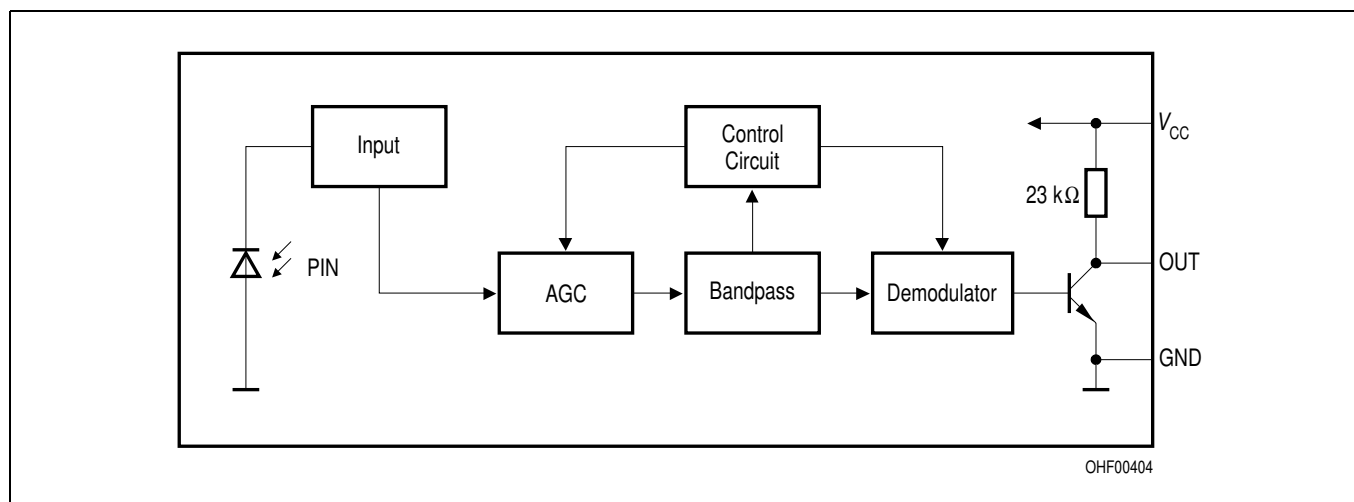 Input
Control
Circuit
V_CC
23 kΩ
PIN
AGC
Bandpass
Demodulator
OUT
GND
OHF00404